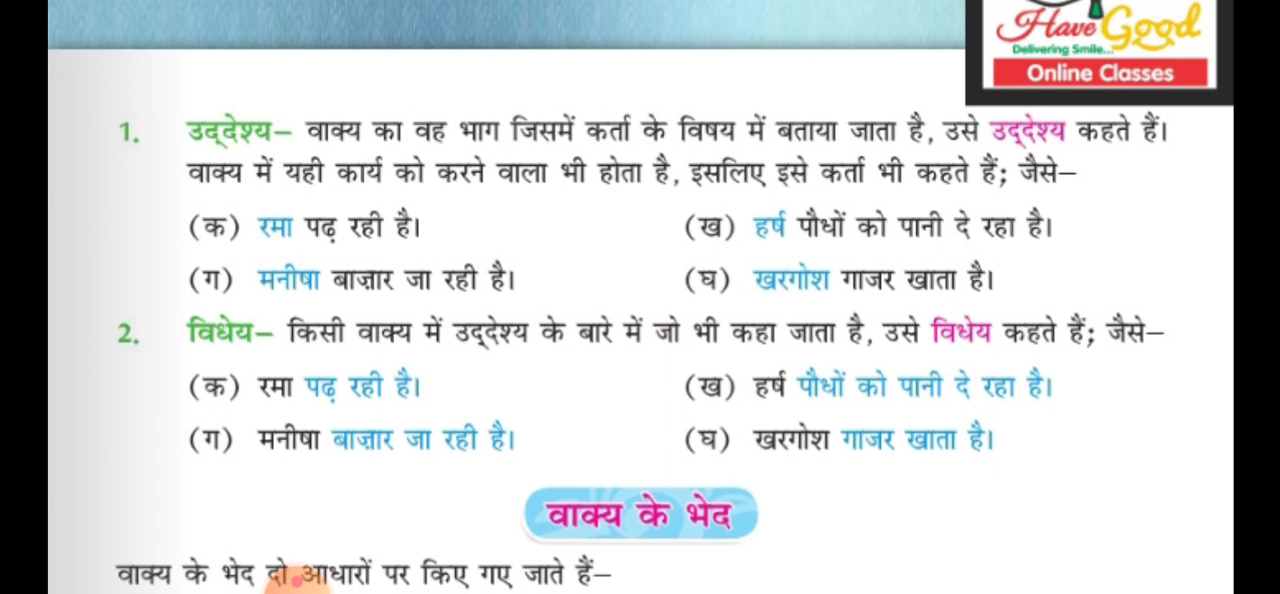 Have Good
Delivering Smile...
Online Classes
1. उद्देश्य– वाक्य का वह भाग जिसमें कर्ता के विषय में बताया जाता है, उसे उद्देश्य कहते हैं।
वाक्य में यही कार्य को करने वाला भी होता है, इसलिए इसे कर्ता भी कहते हैं; जैसे–
(क) रमा पढ़ रही है। (ख) हर्ष पौधों को पानी दे रहा है।
(ग) मनीषा बाज़ार जा रही है। (घ) खरगोश गाजर खाता है।
2. विधेय– किसी वाक्य में उद्देश्य के बारे में जो भी कहा जाता है, उसे विधेय कहते हैं; जैसे–
(क) रमा पढ़ रही है। (ख) हर्ष पौधों को पानी दे रहा है।
(ग) मनीषा बाज़ार जा रही है। (घ) खरगोश गाजर खाता है।
वाक्य के भेद
वाक्य के भेद दो आधारों पर किए गए जाते हैं–